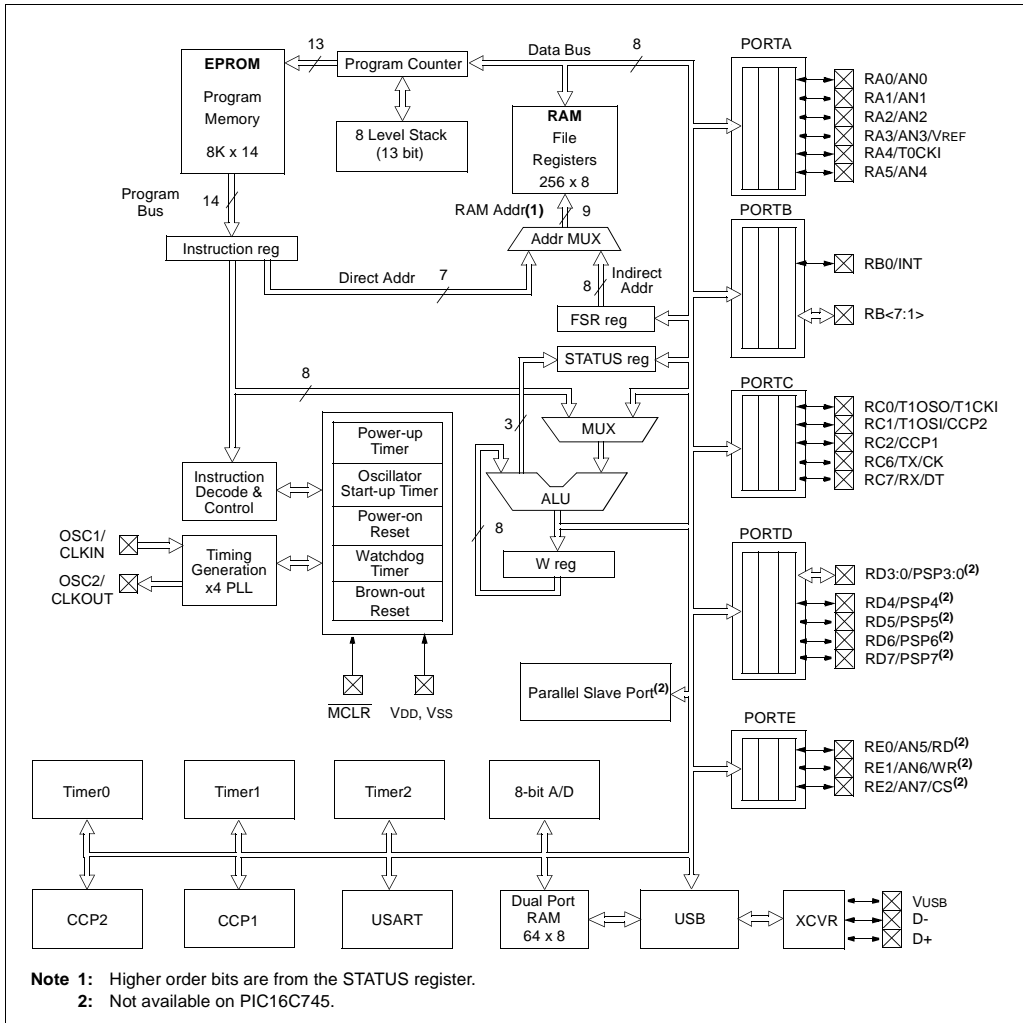 13
Data Bus
8
PORTA
EPROM
Program
Memory
8K x 14
Program Counter
8 Level Stack
(13 bit)
RAM
File
Registers
256 x 8
RA0/AN0
RA1/AN1
RA2/AN2
RA3/AN3/VREF
RA4/T0CKI
RA5/AN4
Program
Bus
14
RAM Addr(1)
9
PORTB
Instruction reg
Addr MUX
Direct Addr
7
8
Indirect
Addr
RB0/INT
FSR reg
RB<7:1>
STATUS reg
8
PORTC
3
MUX
RC0/T1OSO/T1CKI
RC1/T1OSI/CCP2
RC2/CCP1
RC6/TX/CK
RC7/RX/DT
Power-up
Timer
Instruction
Decode &
Control
Oscillator
Start-up Timer
ALU
Power-on
Reset
8
OSC1/
CLKIN
Timing
Generation
x4 PLL
Watchdog
Timer
W reg
PORTD
OSC2/
CLKOUT
Brown-out
Reset
RD3:0/PSP3:0(2)
RD4/PSP4(2)
RD5/PSP5(2)
RD6/PSP6(2)
RD7/PSP7(2)
MCLR
VDD, VSS
Parallel Slave Port(2)
PORTE
RE0/AN5/RD(2)
RE1/AN6/WR(2)
RE2/AN7/CS(2)
Timer0
Timer1
Timer2
8-bit A/D
CCP2
CCP1
USART
Dual Port
RAM
64 x 8
USB
XCVR
VUSB
D-
D+
Note 1: Higher order bits are from the STATUS register.
2: Not available on PIC16C745.